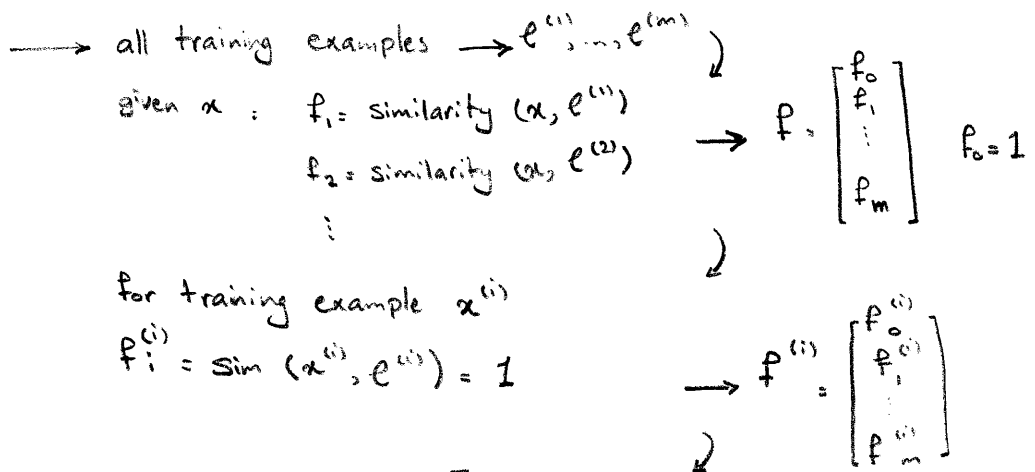 → all training examples → l⁽¹⁾, ..., l⁽ᵐ⁾
given x : f₁ = similarity (x, l⁽¹⁾)
f₂ = similarity (x, l⁽²⁾)
⋮
→ f = [f₀ f₁ ⋮ fₘ] f₀ = 1
for training example x⁽ⁱ⁾
fᵢ⁽ⁱ⁾ = sim (x⁽ⁱ⁾, l⁽ⁱ⁾) = 1
→ f⁽ⁱ⁾ = [f₀⁽ⁱ⁾ f₁⁽ⁱ⁾ ⋮ fₘ⁽ⁱ⁾]